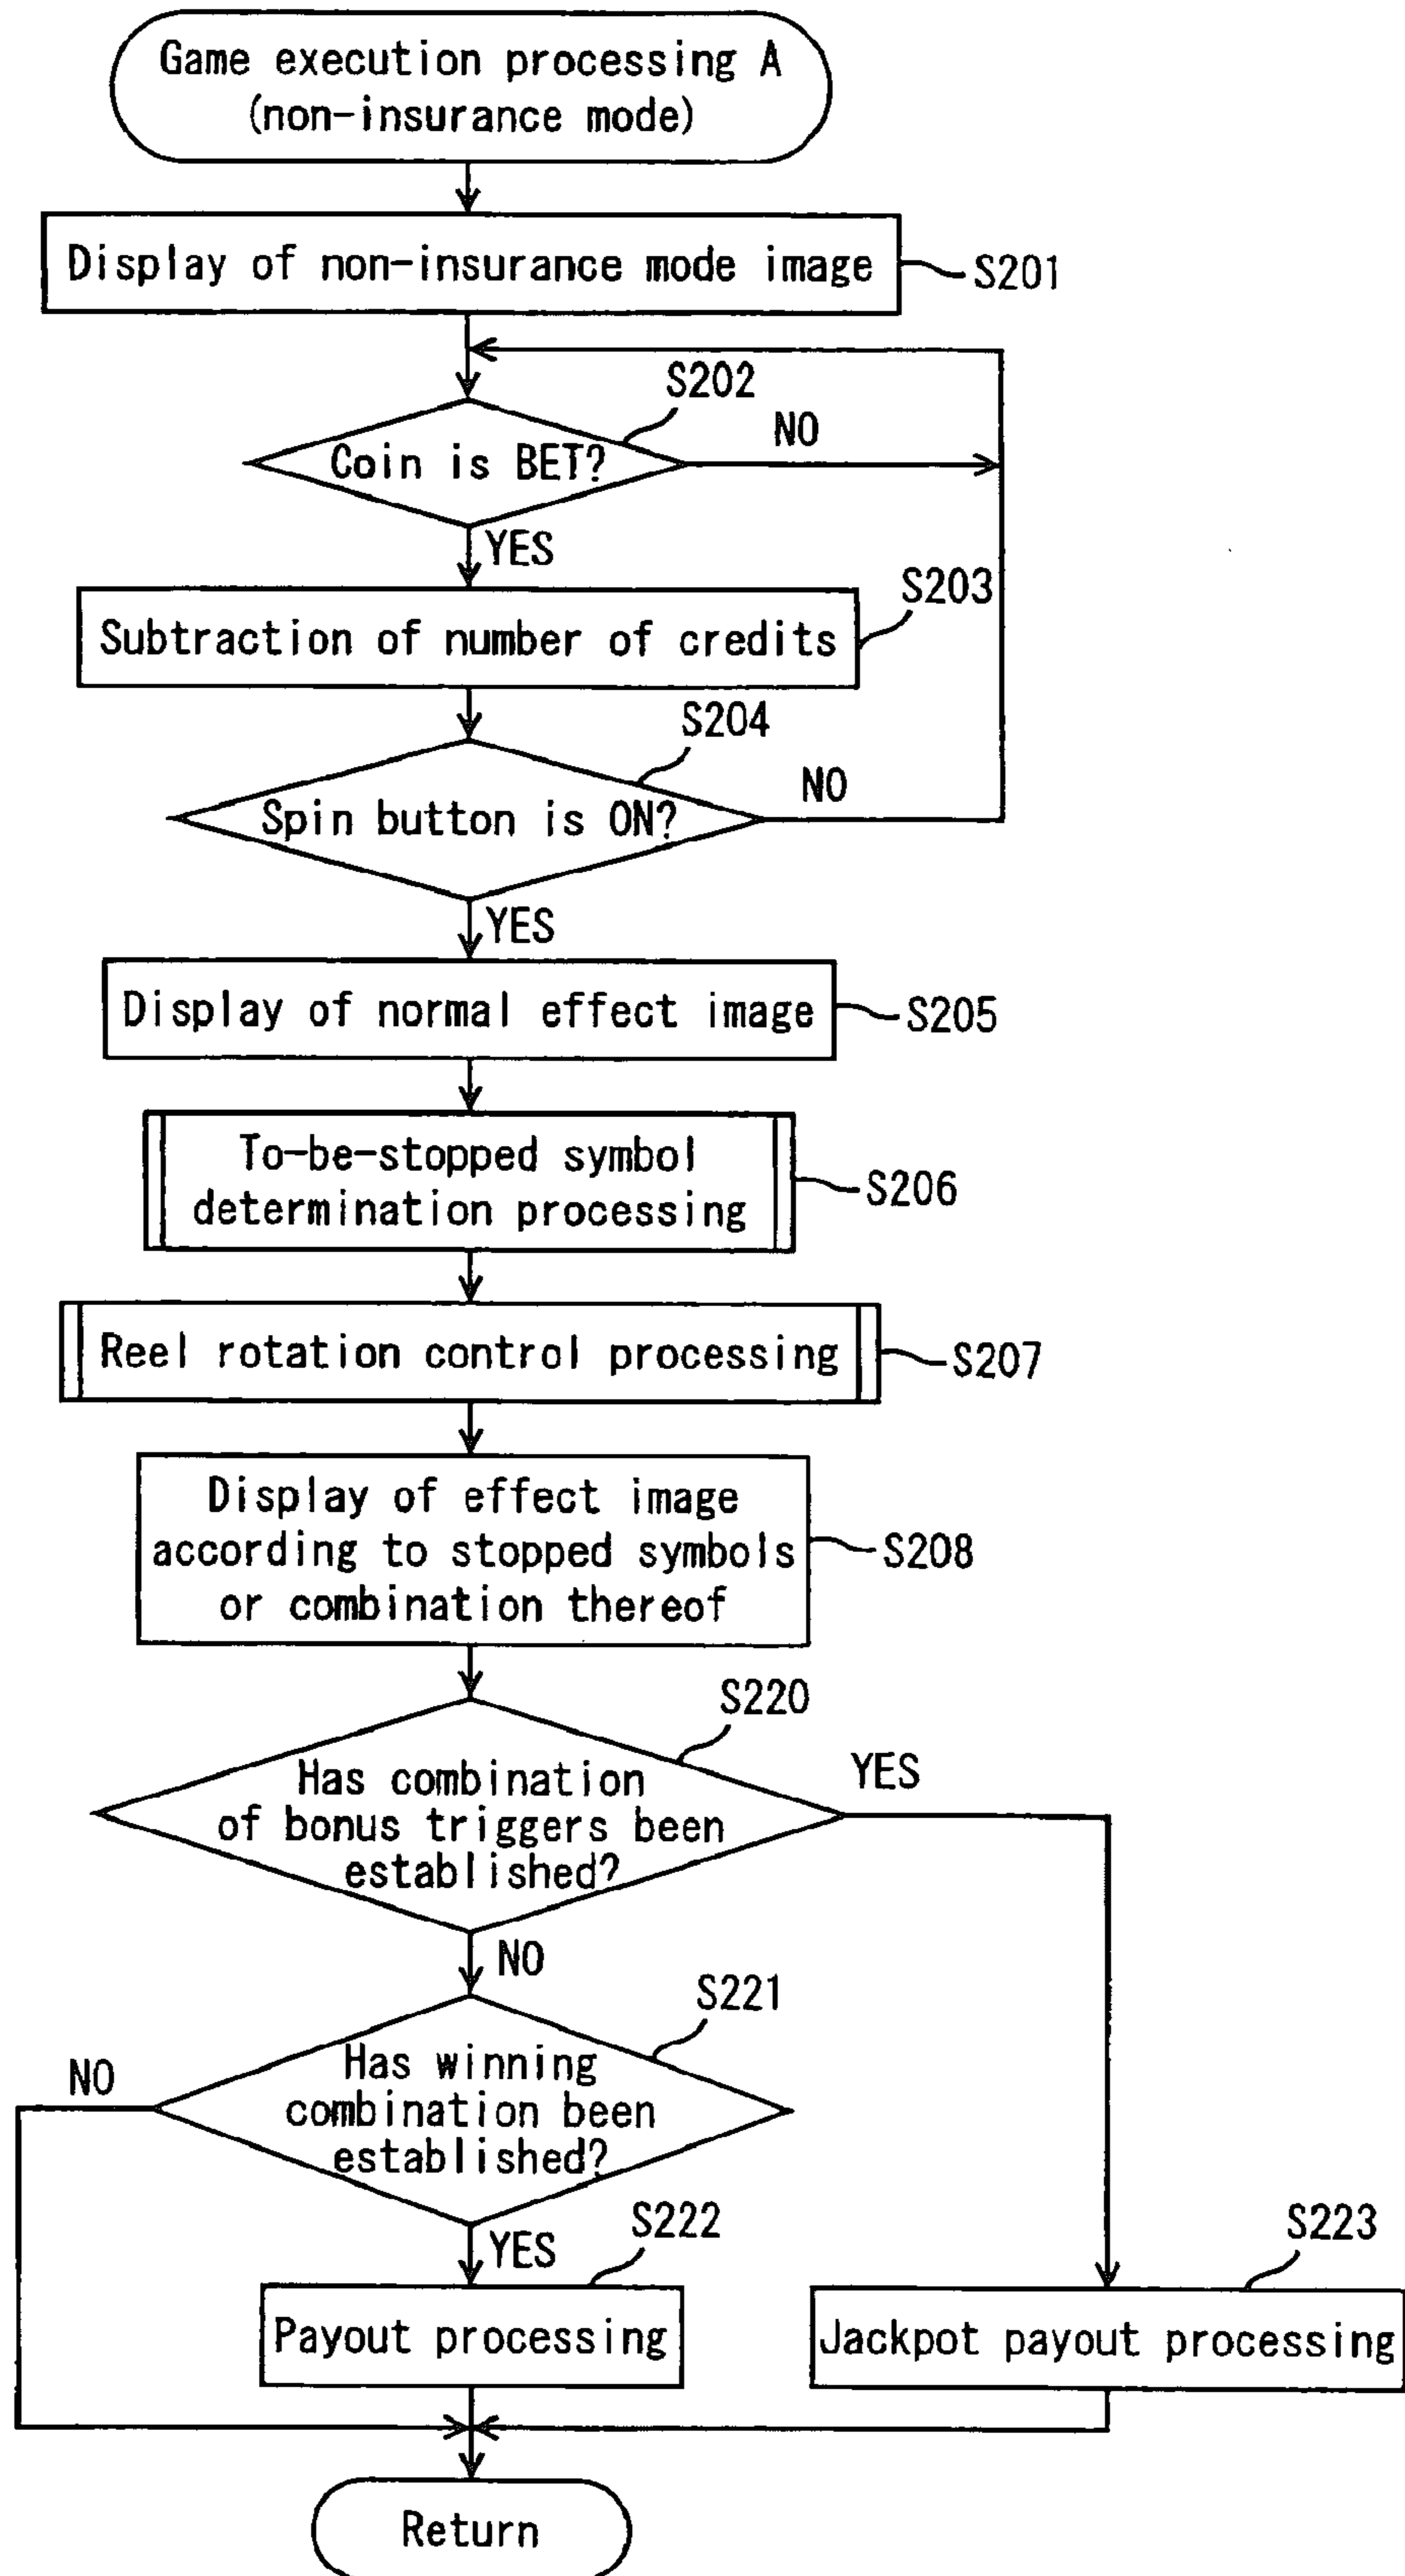 Game execution processing A
(non-insurance mode)
Display of non-insurance mode image
S201
S202
Coin is BET?
NO
YES
S203
Subtraction of number of credits
S204
Spin button is ON?
NO
YES
Display of normal effect image
S205
To-be-stopped symbol
determination processing
S206
Reel rotation control processing
S207
Display of effect image
according to stopped symbols
or combination thereof
S208
S220
Has combination
of bonus triggers been
established?
YES
NO
S221
Has winning
combination been
established?
NO
YES
S222
Payout processing
S223
Jackpot payout processing
Return